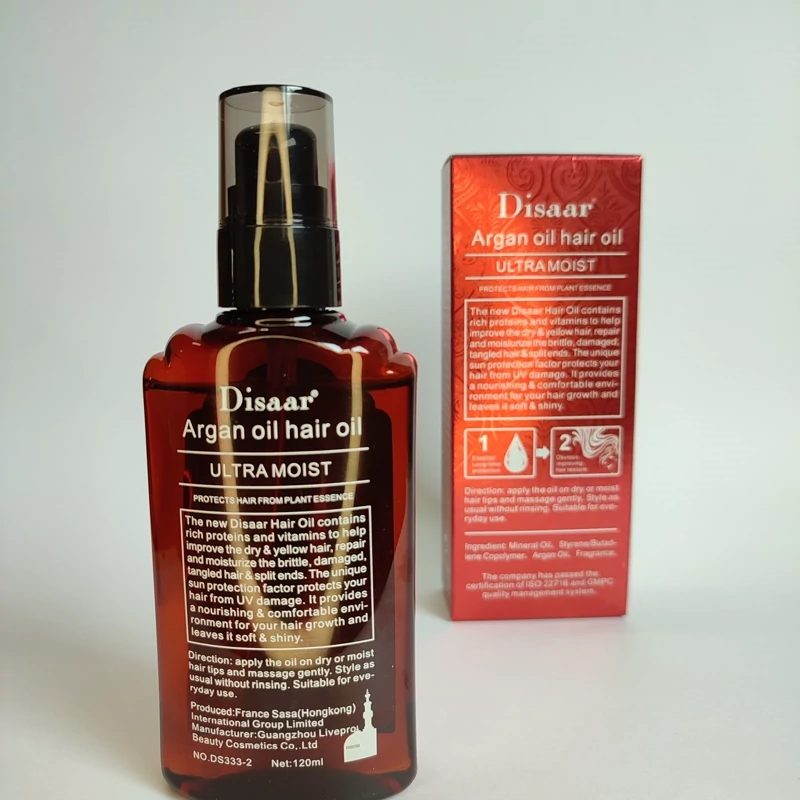 Disaar®
Argan oil hair oil
ULTRA MOIST
PROTECTS HAIR FROM PLANT ESSENCE
The new Disaar Hair Oil contains
rich proteins and vitamins to help
improve the dry & yellow hair, repair
and moisturize the brittle, damaged,
tangled hair & split ends. The unique
sun protection factor protects your
hair from UV damage. It provides
a nourishing & comfortable envi-
ronment for your hair growth and
leaves it soft & shiny.
Direction: apply the oil on dry or moist
hair tips and massage gently. Style as
usual without rinsing. Suitable for eve-
ryday use.
Produced:France Sasa(Hongkong)
International Group Limited
Manufacturer:Guangzhou Livepro
Beauty Cosmetics Co,.Ltd
NO.DS333-2 Net:120ml
Disaar®
Argan oil hair oil
ULTRA MOIST
PROTECTS HAIR FROM PLANT ESSENCE
The new Disaar Hair Oil contains
rich proteins and vitamins to help
improve the dry & yellow hair, repair
and moisturize the brittle, damaged,
tangled hair & split ends. The unique
sun protection factor protects your
hair from UV damage. It provides
a nourishing & comfortable envi-
ronment for your hair growth and
leaves it soft & shiny.
1
2
Direction: apply the oil on dry or moist
hair tips and massage gently. Style as
usual without rinsing. Suitable for eve-
ryday use.
Ingredient: Mineral Oil, Styrene/Butad-
iene Copolymer, Argan Oil, Fragrance.
The company has passed the
certification of ISO 22716 and GMPC
quality management system.